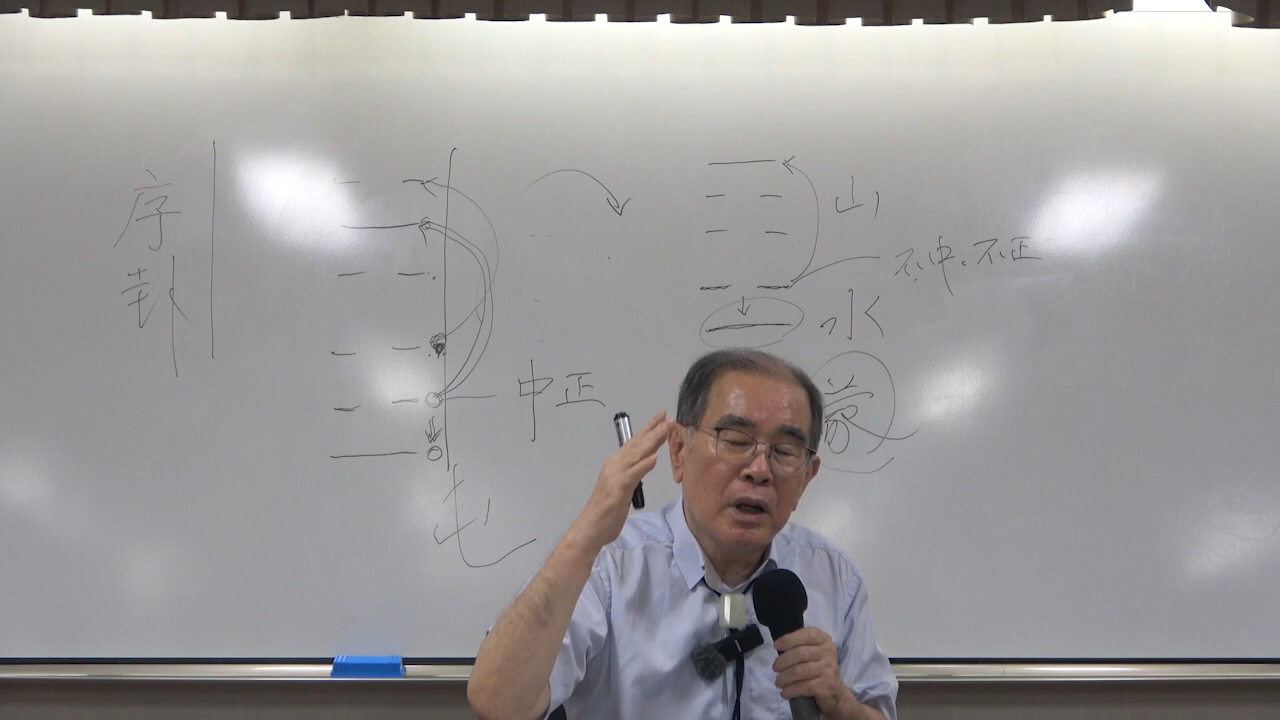 序卦
中正
屯
山
不中、不正
水
蒙